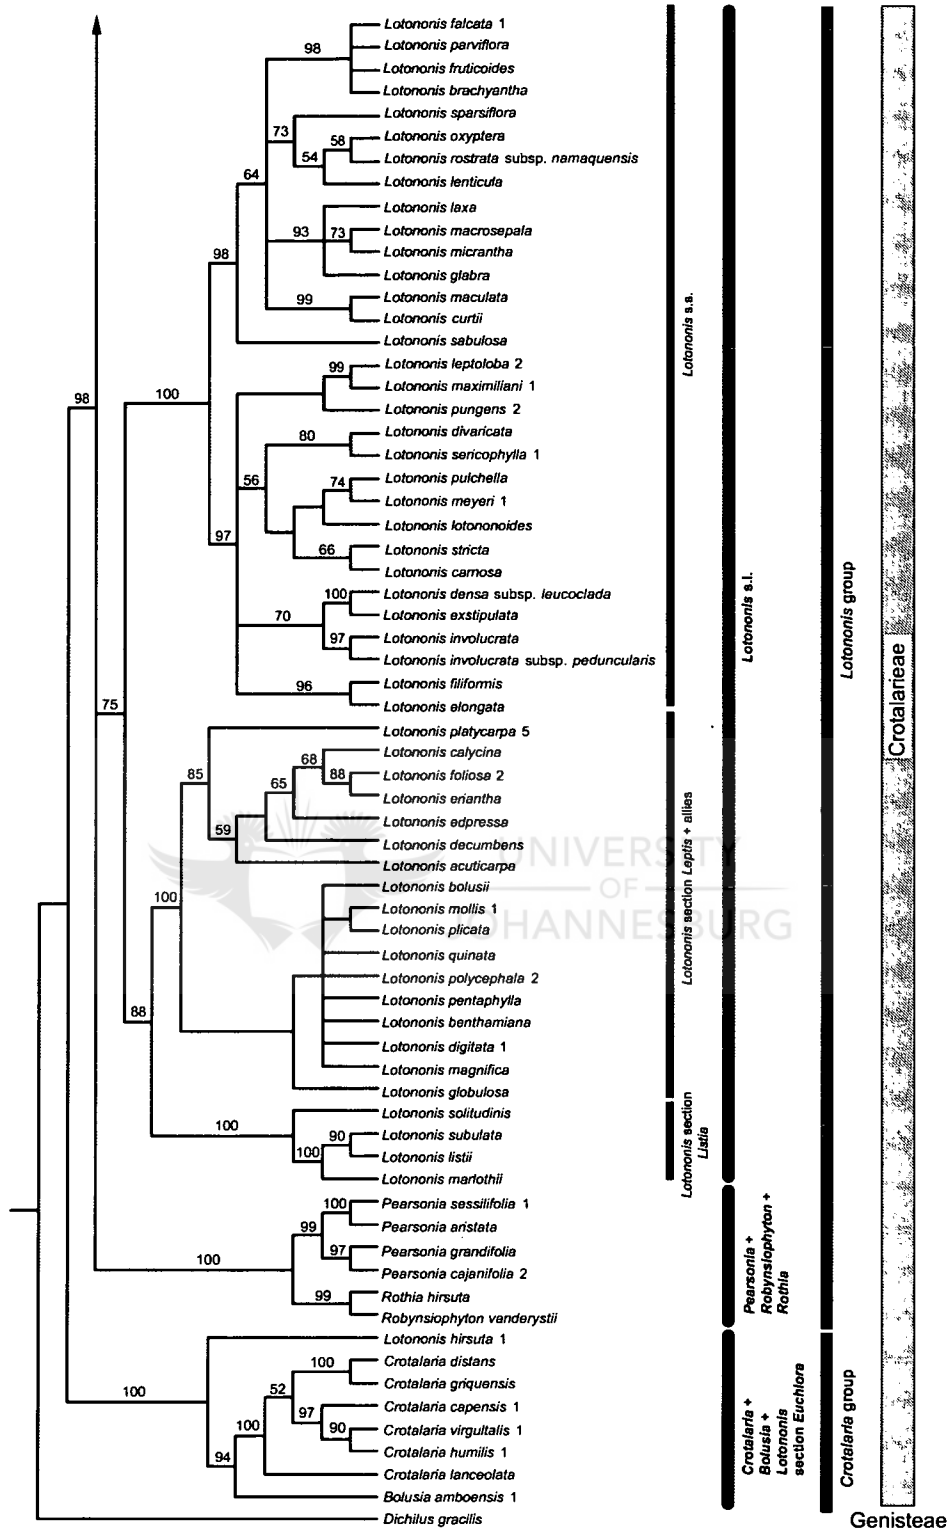 Lotononis falcata 1
Lotononis parviflora
98
Lotononis fruticoides
Lotononis brachyantha
Lotononis sparsiflora
73
Lotononis oxyptera
58
Lotononis rostrata subsp. namaquensis
54
Lotononis lenticula
64
Lotononis laxa
Lotononis macrosepala
93
73
Lotononis micrantha
Lotononis glabra
98
Lotononis maculata
99
Lotononis curtii
Lotononis sabulosa
Lotononis leptoloba 2
99
Lotononis maximiliani 1
100
98
Lotononis pungens 2
Lotononis divaricata
80
Lotononis sericophylla 1
Lotononis pulchella
56
74
Lotononis meyeri 1
Lotononis lotononoides
97
Lotononis stricta
66
Lotononis carnosa
Lotononis densa subsp. leucoclada
100
Lotononis exstipulata
70
Lotononis involucrata
97
Lotononis involucrata subsp. peduncularis
Lotononis filiformis
96
Lotononis elongata
75
Lotononis platycarpa 5
Lotononis calycina
68
85
Lotononis foliosa 2
88
65
Lotononis eriantha
Lotononis edpressa
59
Lotononis decumbens
Lotononis acuticarpa
Lotononis bolusii
100
Lotononis mollis 1
Lotononis plicata
Lotononis quinata
Lotononis polycephala 2
Lotononis pentaphylla
88
Lotononis benthamiana
Lotononis digitata 1
Lotononis magnifica
Lotononis globulosa
Lotononis solitudinis
100
Lotononis subulata
90
Lotononis listii
100
Lotononis marlothii
Pearsonia sessilifolia 1
100
Pearsonia aristata
99
Pearsonia grandifolia
97
Pearsonia cajanifolia 2
100
Rothia hirsuta
99
Robynsiophyton vanderystii
Lotononis hirsuta 1
Crotalaria distans
100
Crotalaria griquensis
100
52
Crotalaria capensis 1
97
Crotalaria virgultalis 1
90
Crotalaria humilis 1
100
Crotalaria lanceolata
94
Bolusia amboensis 1
Dichilus gracilis
Lotononis s.s.
Lotononis section Leptis + allies
Lotononis section
Listia
Lotononis s.l.
Pearsonia +
Robynsiophyton +
Rothia
Crotalaria +
Bolusia +
Lotononis
section Euchlora
Lotononis group
Crotalaria group
Crotalarieae
Genisteae
UNIVERSITY
OF
JOHANNESBURG